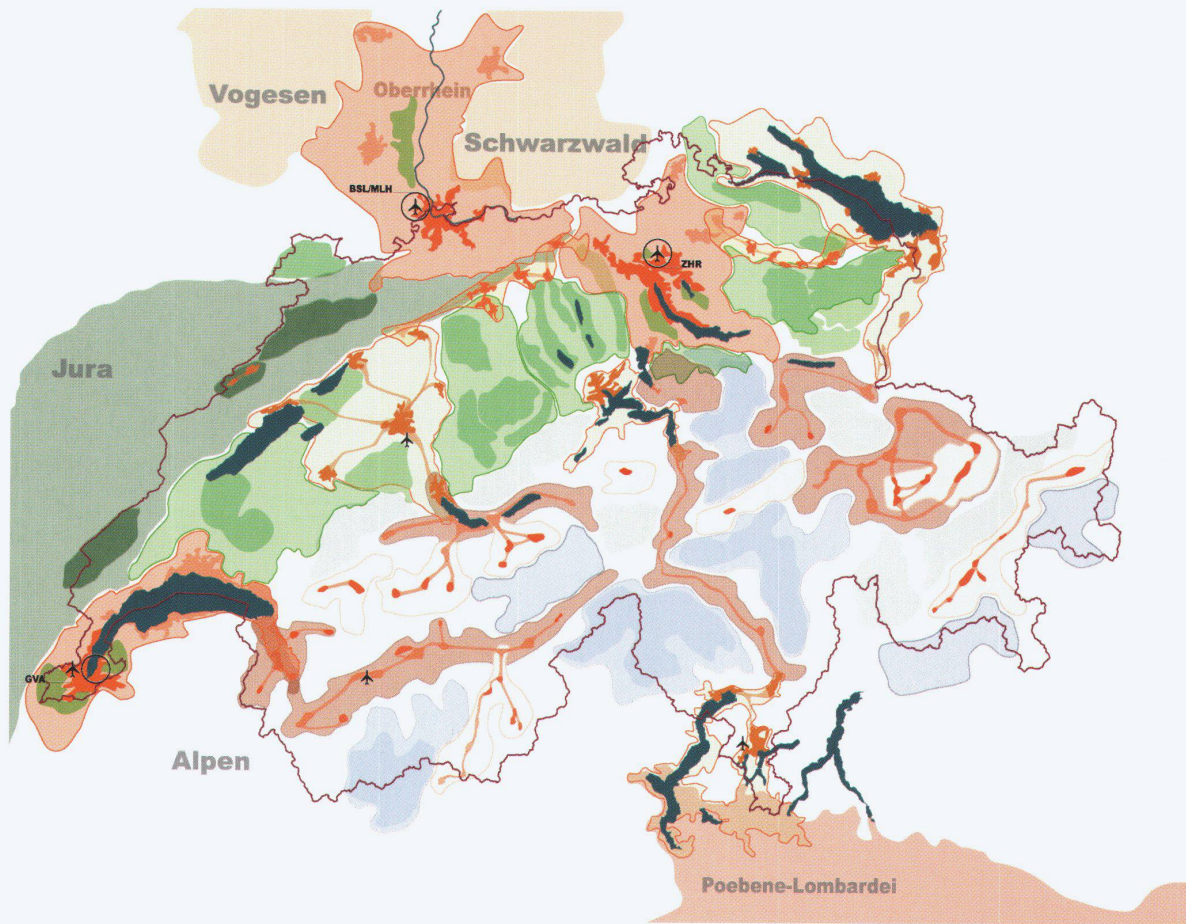 Vogesen
Oberrhein
Schwarzwald
BSL/MLH
ZHR
Jura
GVA
Alpen
Poebene-Lombardei